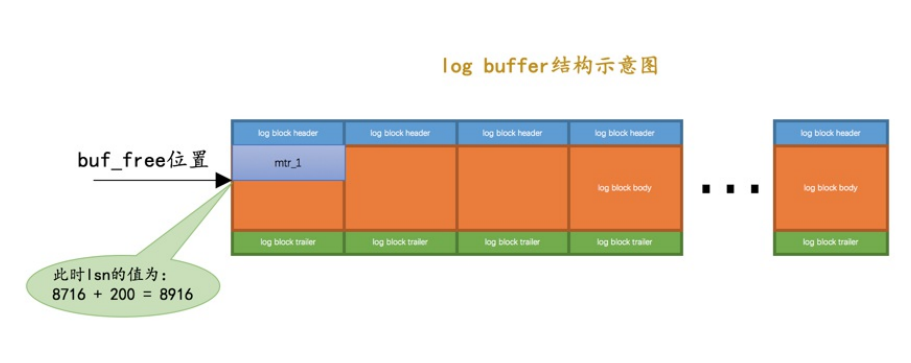 log buffer结构示意图
log block header
log block header
log block header
log block header
log block header
buf_free位置
mtr_1
log block body
log block body
log block trailer
log block trailer
log block trailer
log block trailer
log block trailer
此时lsn的值为：
8716 + 200 = 8916